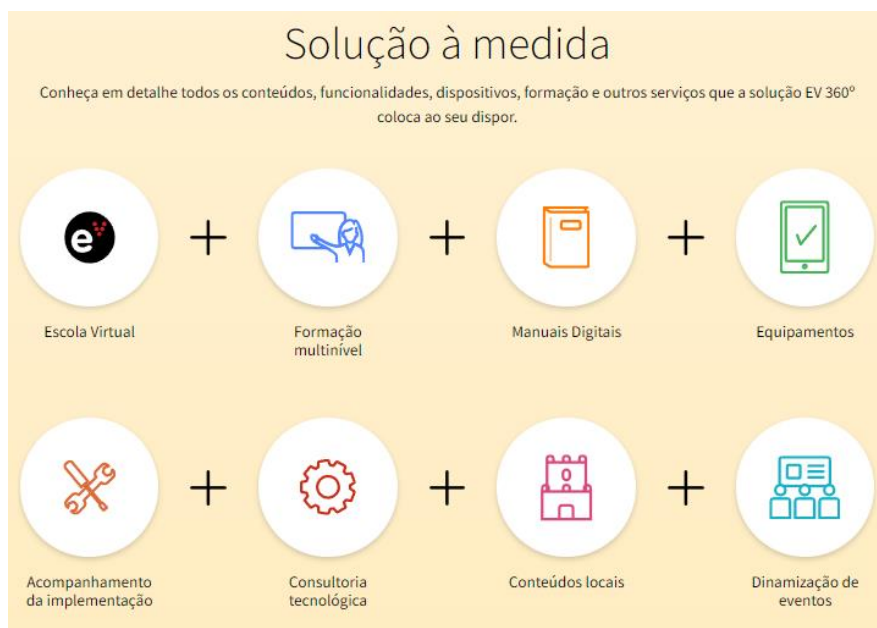 Solução à medida
Conheça em detalhe todos os conteúdos, funcionalidades, dispositivos, formação e outros serviços que a solução EV 360º
coloca ao seu dispor.
e
Escola Virtual
Formação
multinível
Manuais Digitais
Equipamentos
Acompanhamento
da implementação
Consultoria
tecnológica
Conteúdos locais
Dinamização de
eventos